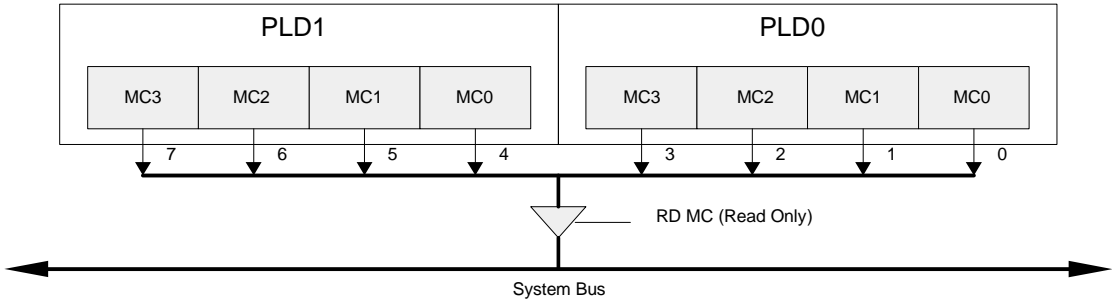 PLD1 PLD0
MC3 MC2 MC1 MC0 MC3 MC2 MC1 MC0
7 6 5 4 3 2 1 0
RD MC (Read Only)
System Bus